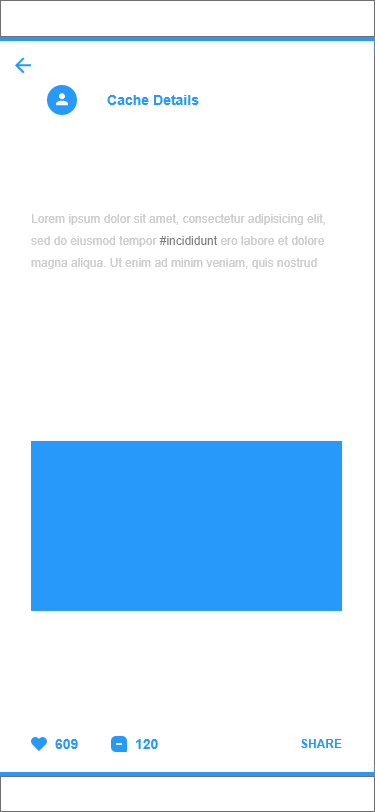 Cache Details
Lorem ipsum dolor sit amet, consectetur adipisicing elit,
sed do eiusmod tempor #incididunt ero labore et dolore
magna aliqua. Ut enim ad minim veniam, quis nostrud
609 120 SHARE